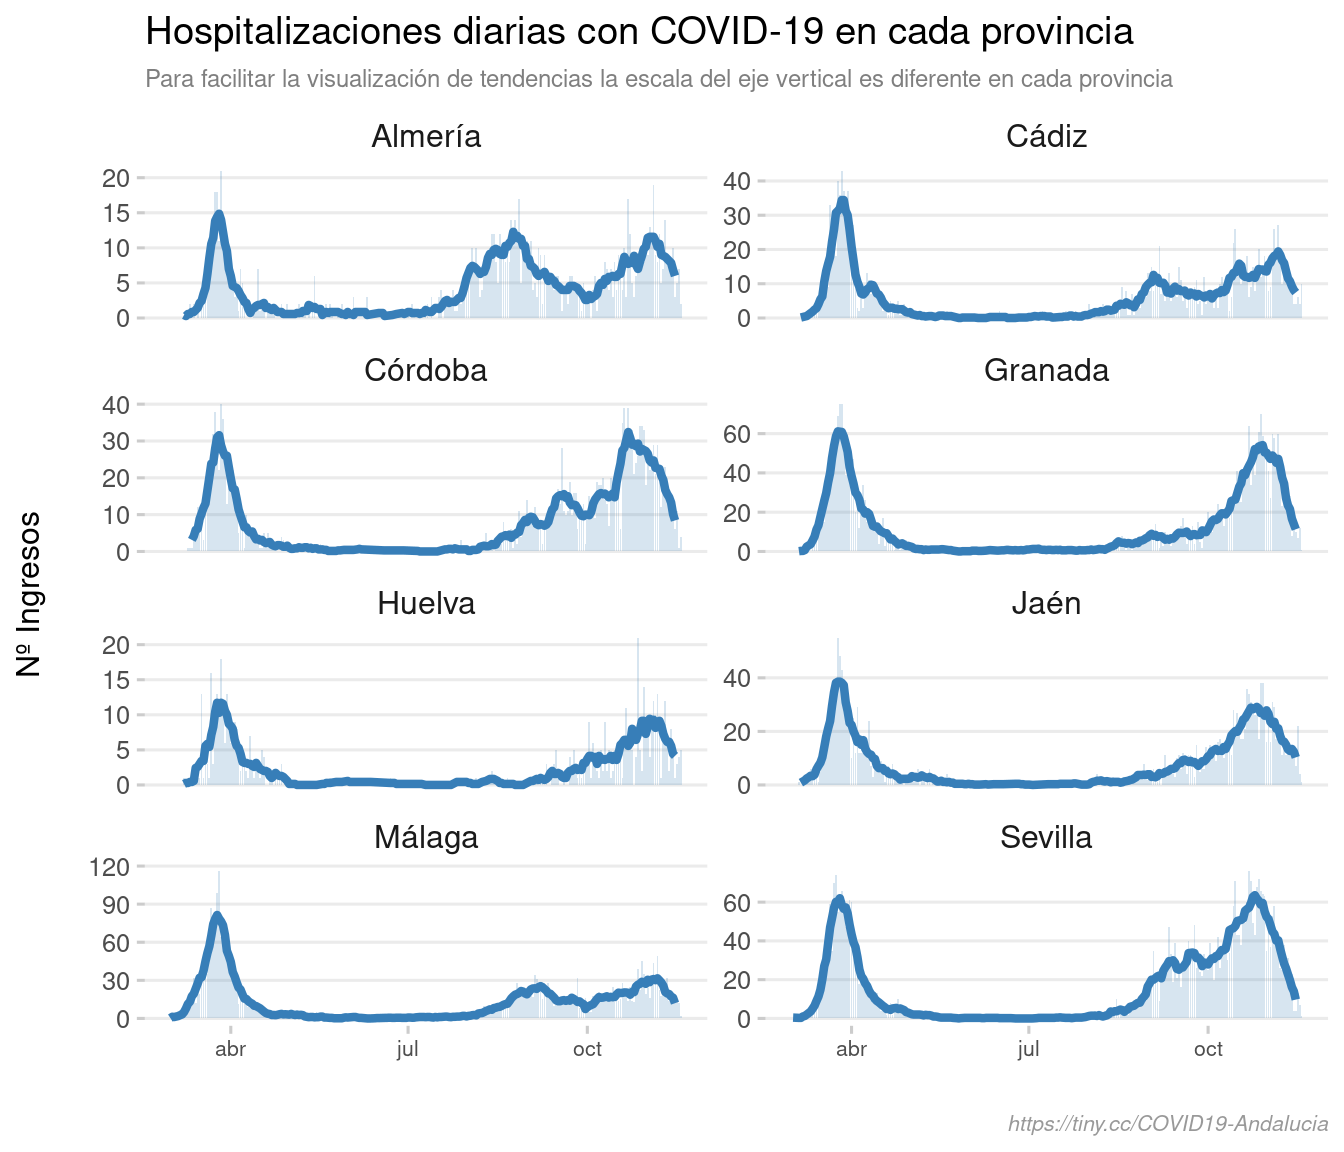 Hospitalizaciones diarias con COVID-19 en cada provincia
Para facilitar la visualización de tendencias la escala del eje vertical es diferente en cada provincia
Nº Ingresos
Almería
20
15
10
5
0
Cádiz
40
30
20
10
0
Córdoba
40
30
20
10
0
Granada
60
40
20
0
Huelva
20
15
10
5
0
Jaén
40
20
0
Málaga
120
90
60
30
0
Sevilla
60
40
20
0
abr jul oct
abr jul oct
https://tiny.cc/COVID19-Andalucia